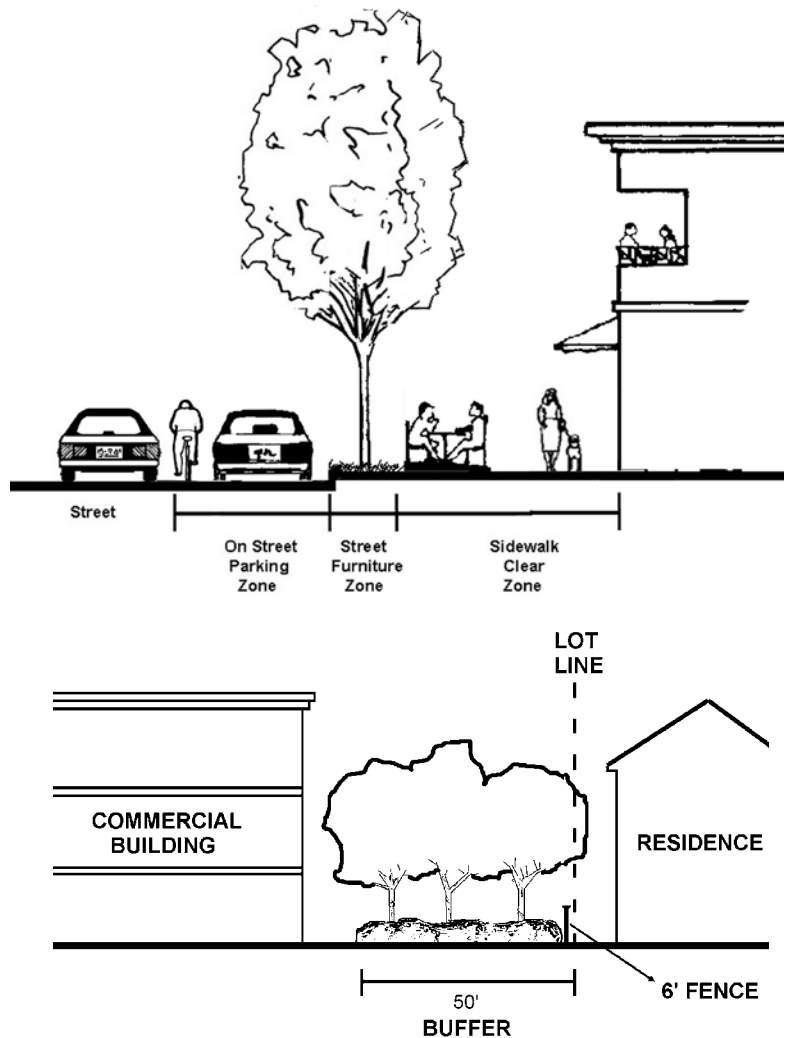 Street
On Street
Parking
Zone
Street
Furniture
Zone
Sidewalk
Clear
Zone
LOT
LINE
COMMERCIAL
BUILDING
RESIDENCE
6' FENCE
50'
BUFFER